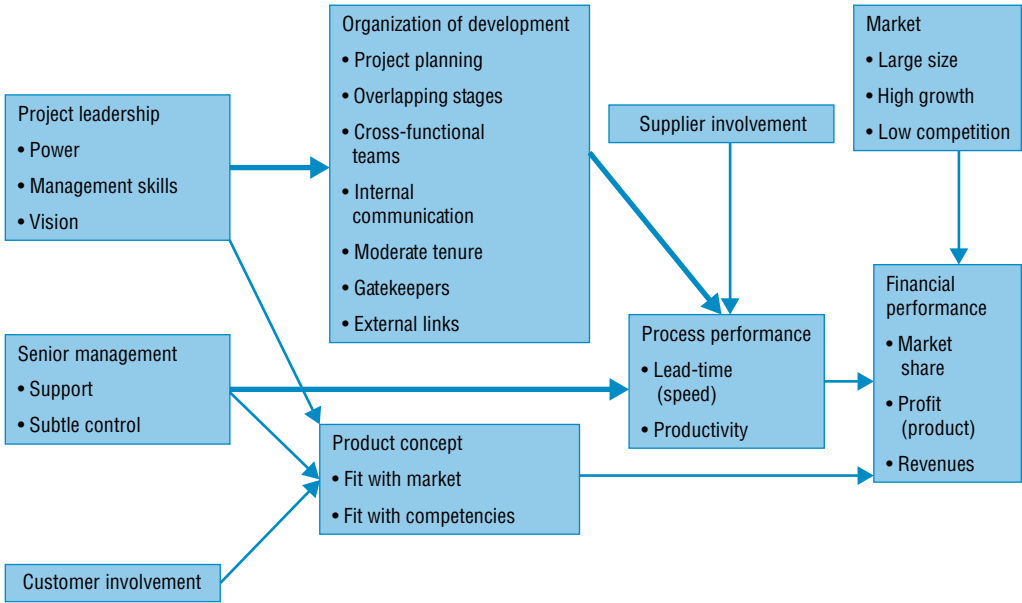 Organization of development
• Project planning
• Overlapping stages
• Cross-functional
teams
• Internal
communication
• Moderate tenure
• Gatekeepers
• External links
Market
• Large size
• High growth
• Low competition
Project leadership
• Power
• Management skills
• Vision
Supplier involvement
Financial
performance
• Market
share
• Profit
(product)
• Revenues
Process performance
• Lead-time
(speed)
• Productivity
Senior management
• Support
• Subtle control
Product concept
• Fit with market
• Fit with competencies
Customer involvement